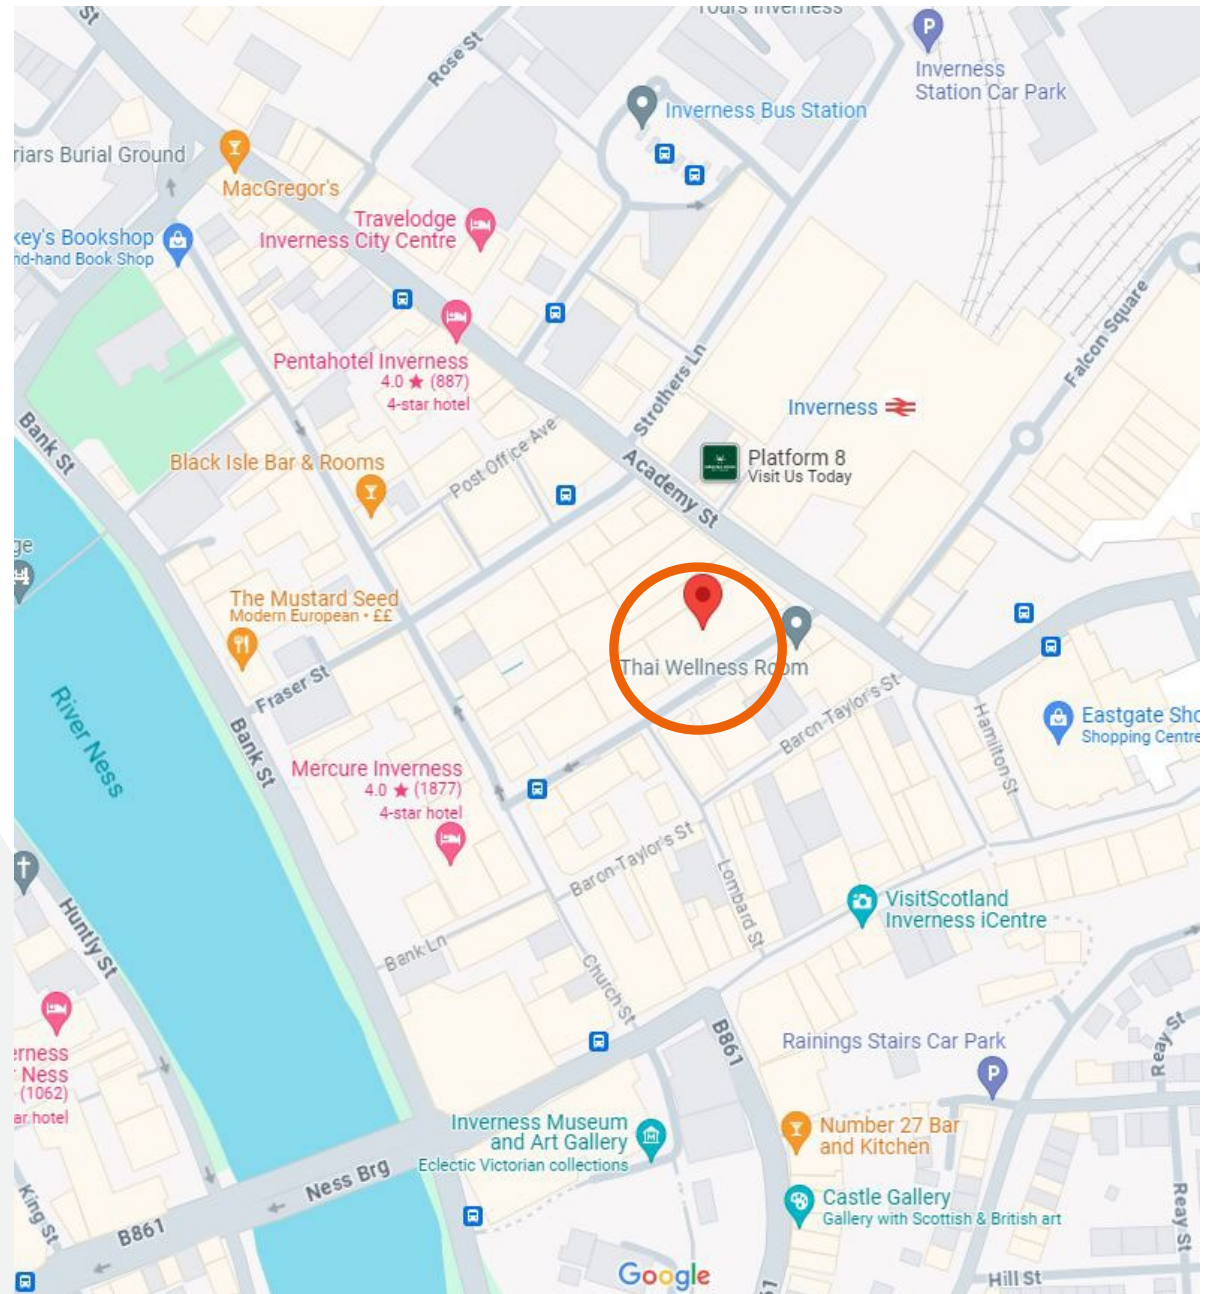 St
Tours Inverness
Rose St
Inverness
Station Car Park
Inverness Bus Station
riars Burial Ground
MacGregor's
Travelodge
Inverness City Centre
key's Bookshop
nd-hand Book Shop
Falcon Square
Pentahotel Inverness
4.0 ★ (887)
4-star hotel
Strothers Ln
Inverness
Bank St
Post Office Ave
Black Isle Bar & Rooms
Academy St
Platform 8
Visit Us Today
ge
The Mustard Seed
Modern European • ££
Thai Wellness Room
Fraser St
River Ness
Bank St
Baron-Taylor's St
Hamilton St
Eastgate Sho
Shopping Centre
Mercure Inverness
4.0 ★ (1877)
4-star hotel
Baron-Taylor's St
Lombard St
VisitScotland
Inverness iCentre
Huntly St
Bank Ln
Church St
B861
Rainings Stairs Car Park
Reay St
erness
Ness
(1062)
ar hotel
Inverness Museum
and Art Gallery
Eclectic Victorian collections
Number 27 Bar
and Kitchen
Ness Brg
King St
B861
Castle Gallery
Gallery with Scottish & British art
Reay St
Google
61
Hill St